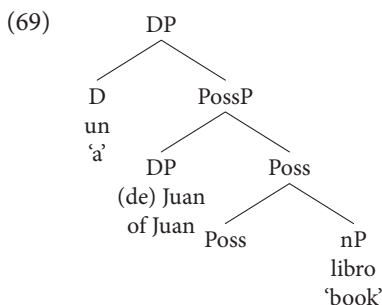 (69) DP
D PossP
un
'a'
DP Poss
(de) Juan
of Juan
Poss nP
libro
'book'